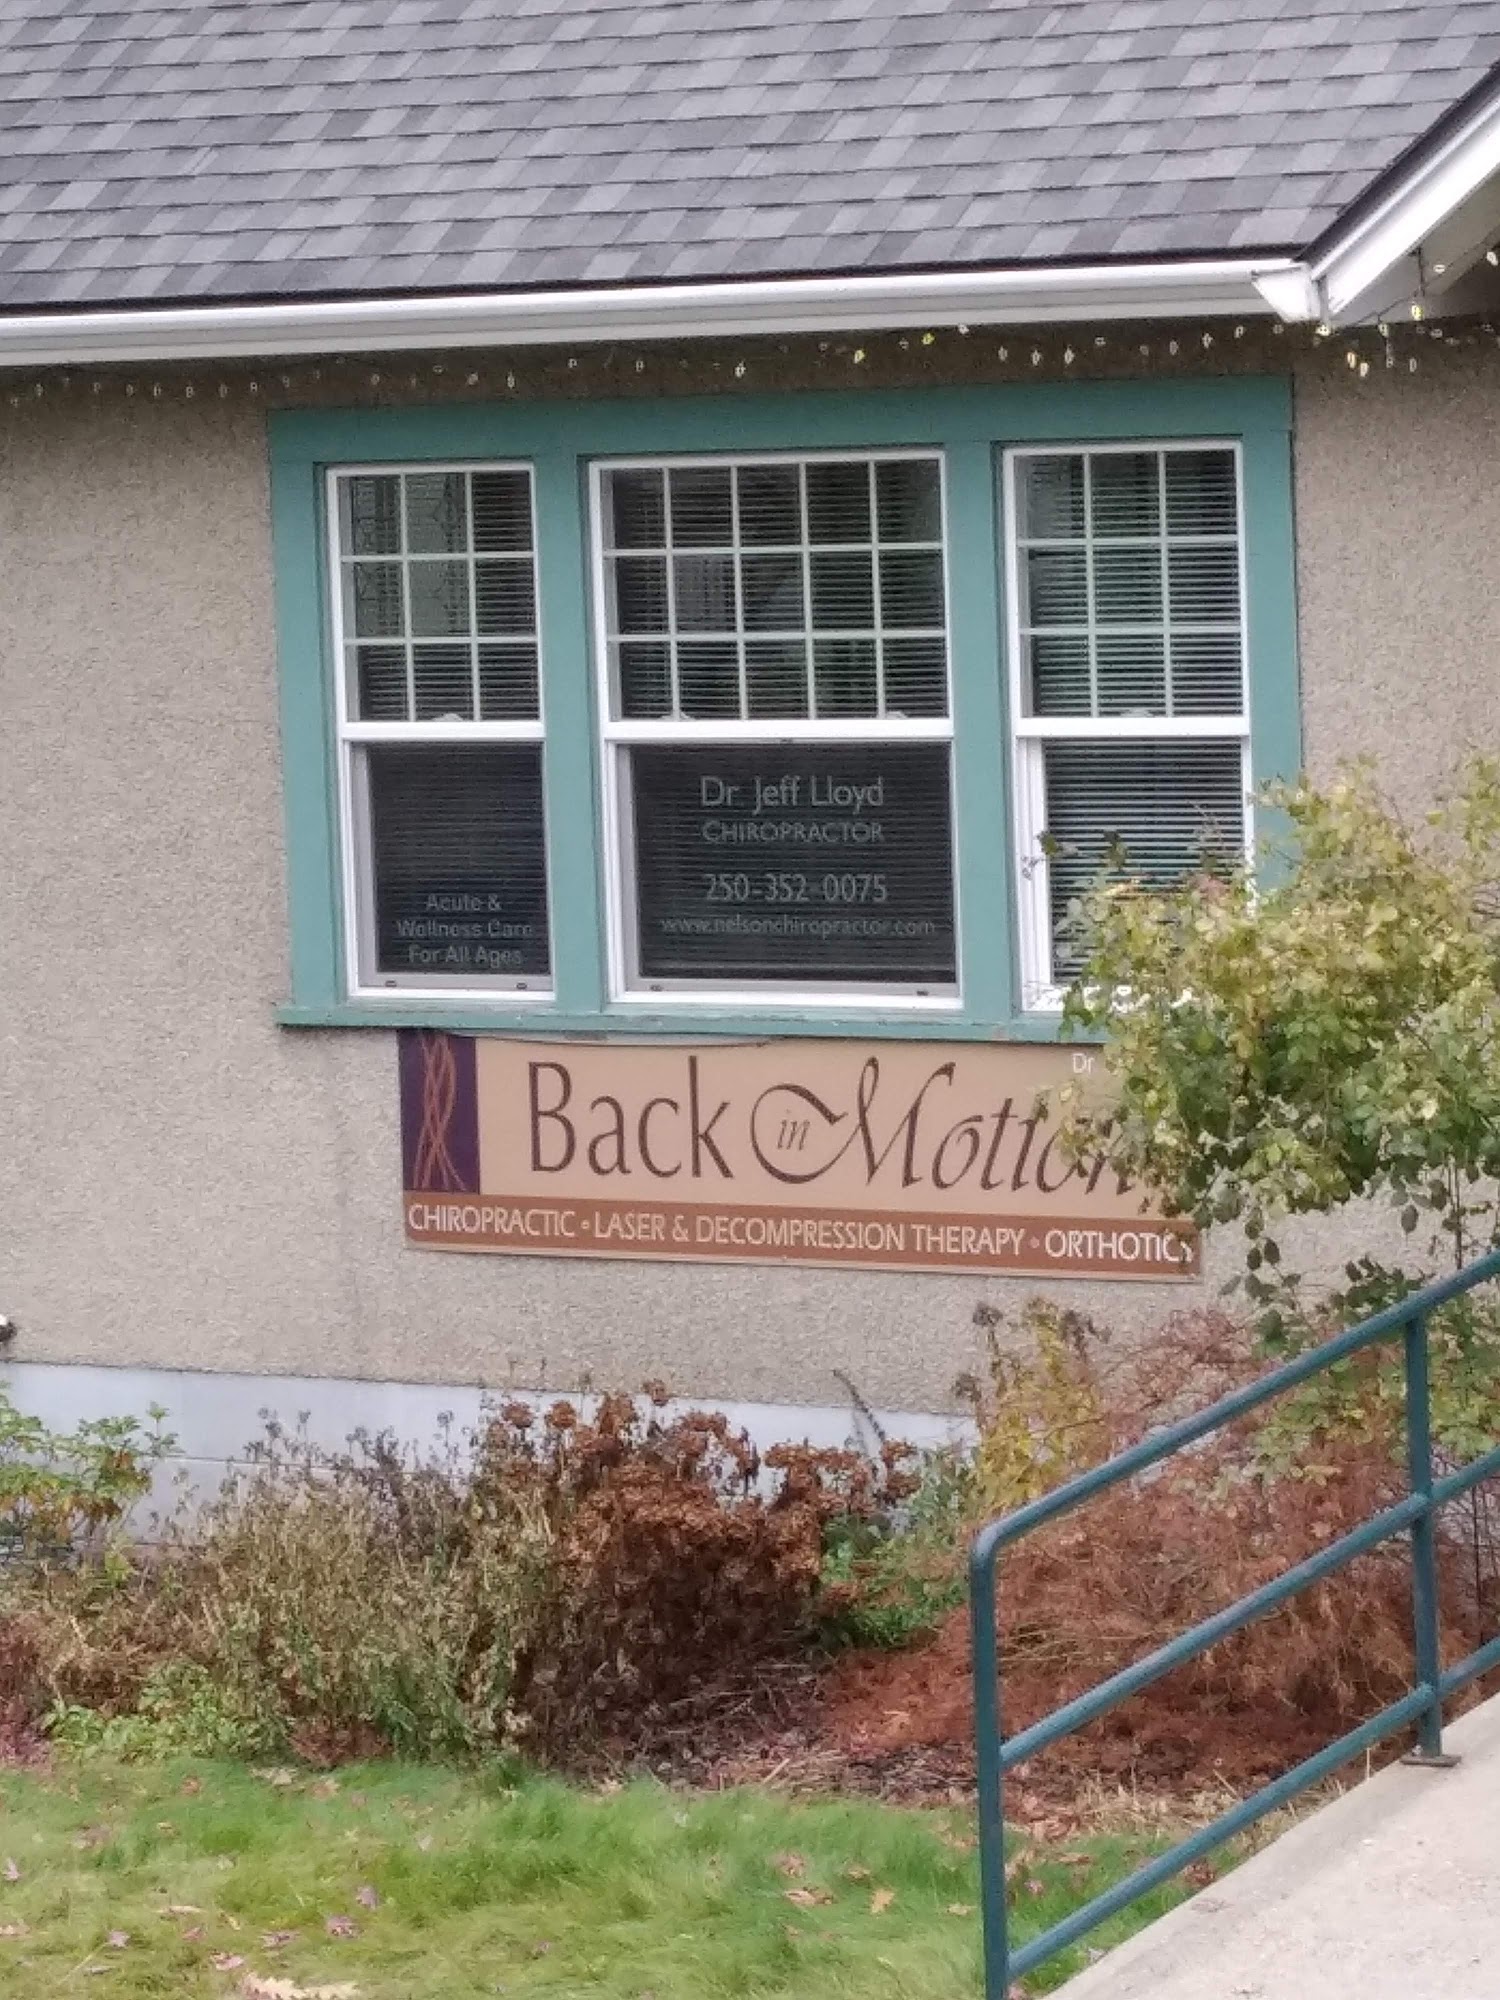 Dr Jeff Lloyd
CHIROPRACTOR
250-352-0075
www.nelsonchiropractor.com
Acute &
Wellness Care
For All Ages
Dr
Back in Motion
CHIROPRACTIC • LASER & DECOMPRESSION THERAPY • ORTHOTICS